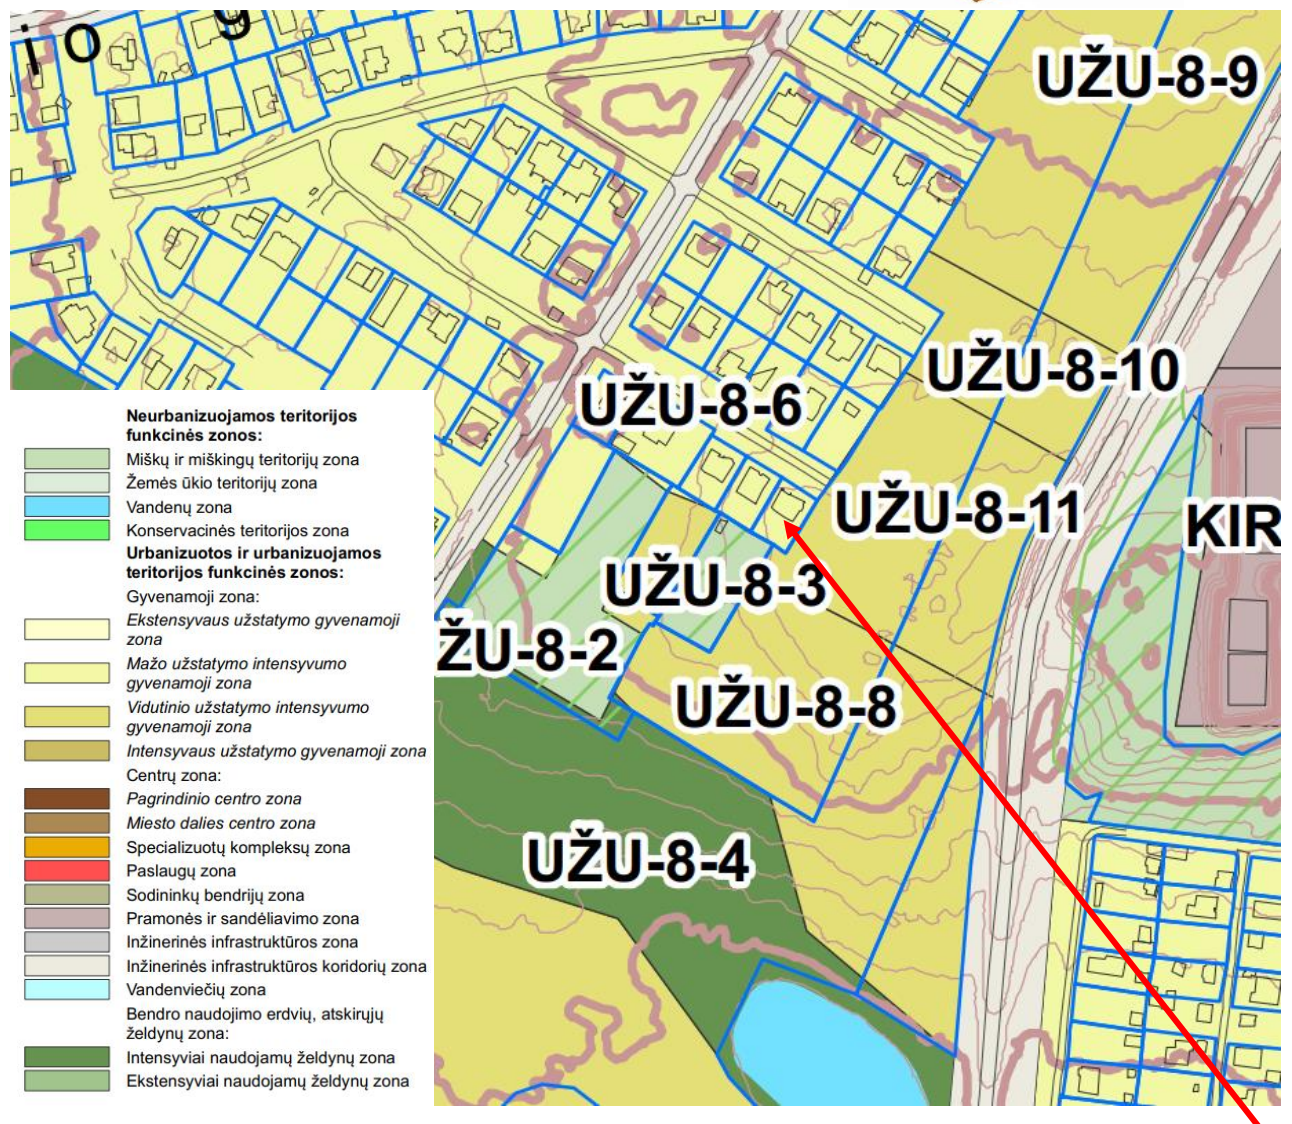 i o g
UŽU-8-9
UŽU-8-10
UŽU-8-6
UŽU-8-11
KIR
UŽU-8-3
ŽU-8-2
UŽU-8-8
UŽU-8-4
Neurbanizuojamos teritorijos
funkcinės zonos:
Miškų ir miškingų teritorijų zona
Žemės ūkio teritorijų zona
Vandenų zona
Konservacinės teritorijos zona
Urbanizuotos ir urbanizuojamos
teritorijos funkcinės zonos:
Gyvenamoji zona:
Ekstensyvaus užstatymo gyvenamoji
zona
Mažo užstatymo intensyvumo
gyvenamoji zona
Vidutinio užstatymo intensyvumo
gyvenamoji zona
Intensyvaus užstatymo gyvenamoji zona
Centrų zona:
Pagrindinio centro zona
Miesto dalies centro zona
Specializuotų kompleksų zona
Paslaugų zona
Sodininkų bendrijų zona
Pramonės ir sandėliavimo zona
Inžinerinės infrastruktūros zona
Inžinerinės infrastruktūros koridorių zona
Vandenviečių zona
Bendro naudojimo erdvių, atskirųjų
želdynų zona:
Intensyviai naudojamų želdynų zona
Ekstensyviai naudojamų želdynų zona